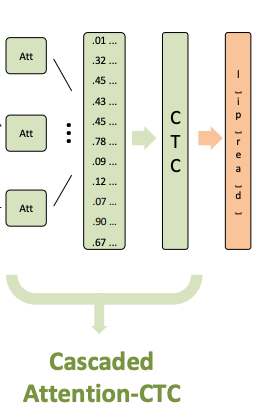 Att
Att
Att
.01 ...
.32 ...
.45 ...
.43 ...
.45 ...
.78 ...
.09 ...
.12 ...
.07 ...
.90 ...
.67 ...
C
T
C
l
_
i
p
_
r
e
a
_
d
_
Cascaded
Attention-CTC